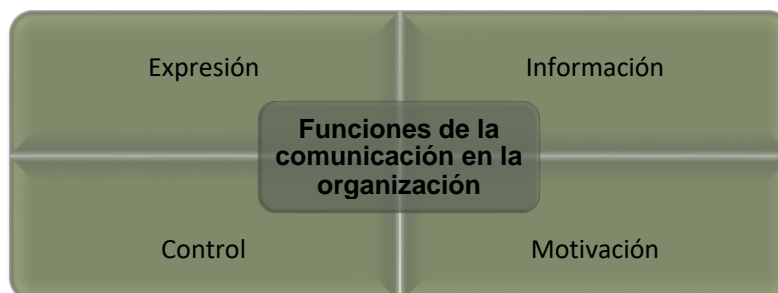 Expresión
Información
Funciones de la
comunicación en la
organización
Control
Motivación